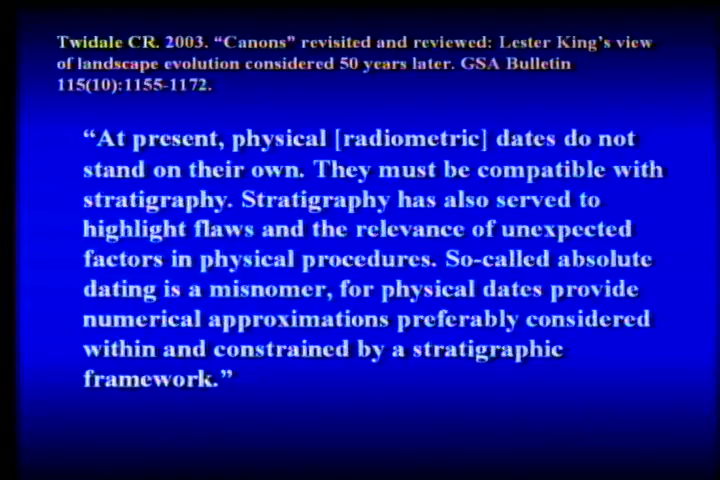 Twidale CR. 2003. “Canons” revisited and reviewed: Lester King’s view
of landscape evolution considered 50 years later. GSA Bulletin
115(10):1155-1172.
“At present, physical [radiometric] dates do not
stand on their own. They must be compatible with
stratigraphy. Stratigraphy has also served to
highlight flaws and the relevance of unexpected
factors in physical procedures. So-called absolute
dating is a misnomer, for physical dates provide
numerical approximations preferably considered
within and constrained by a stratigraphic
framework.”